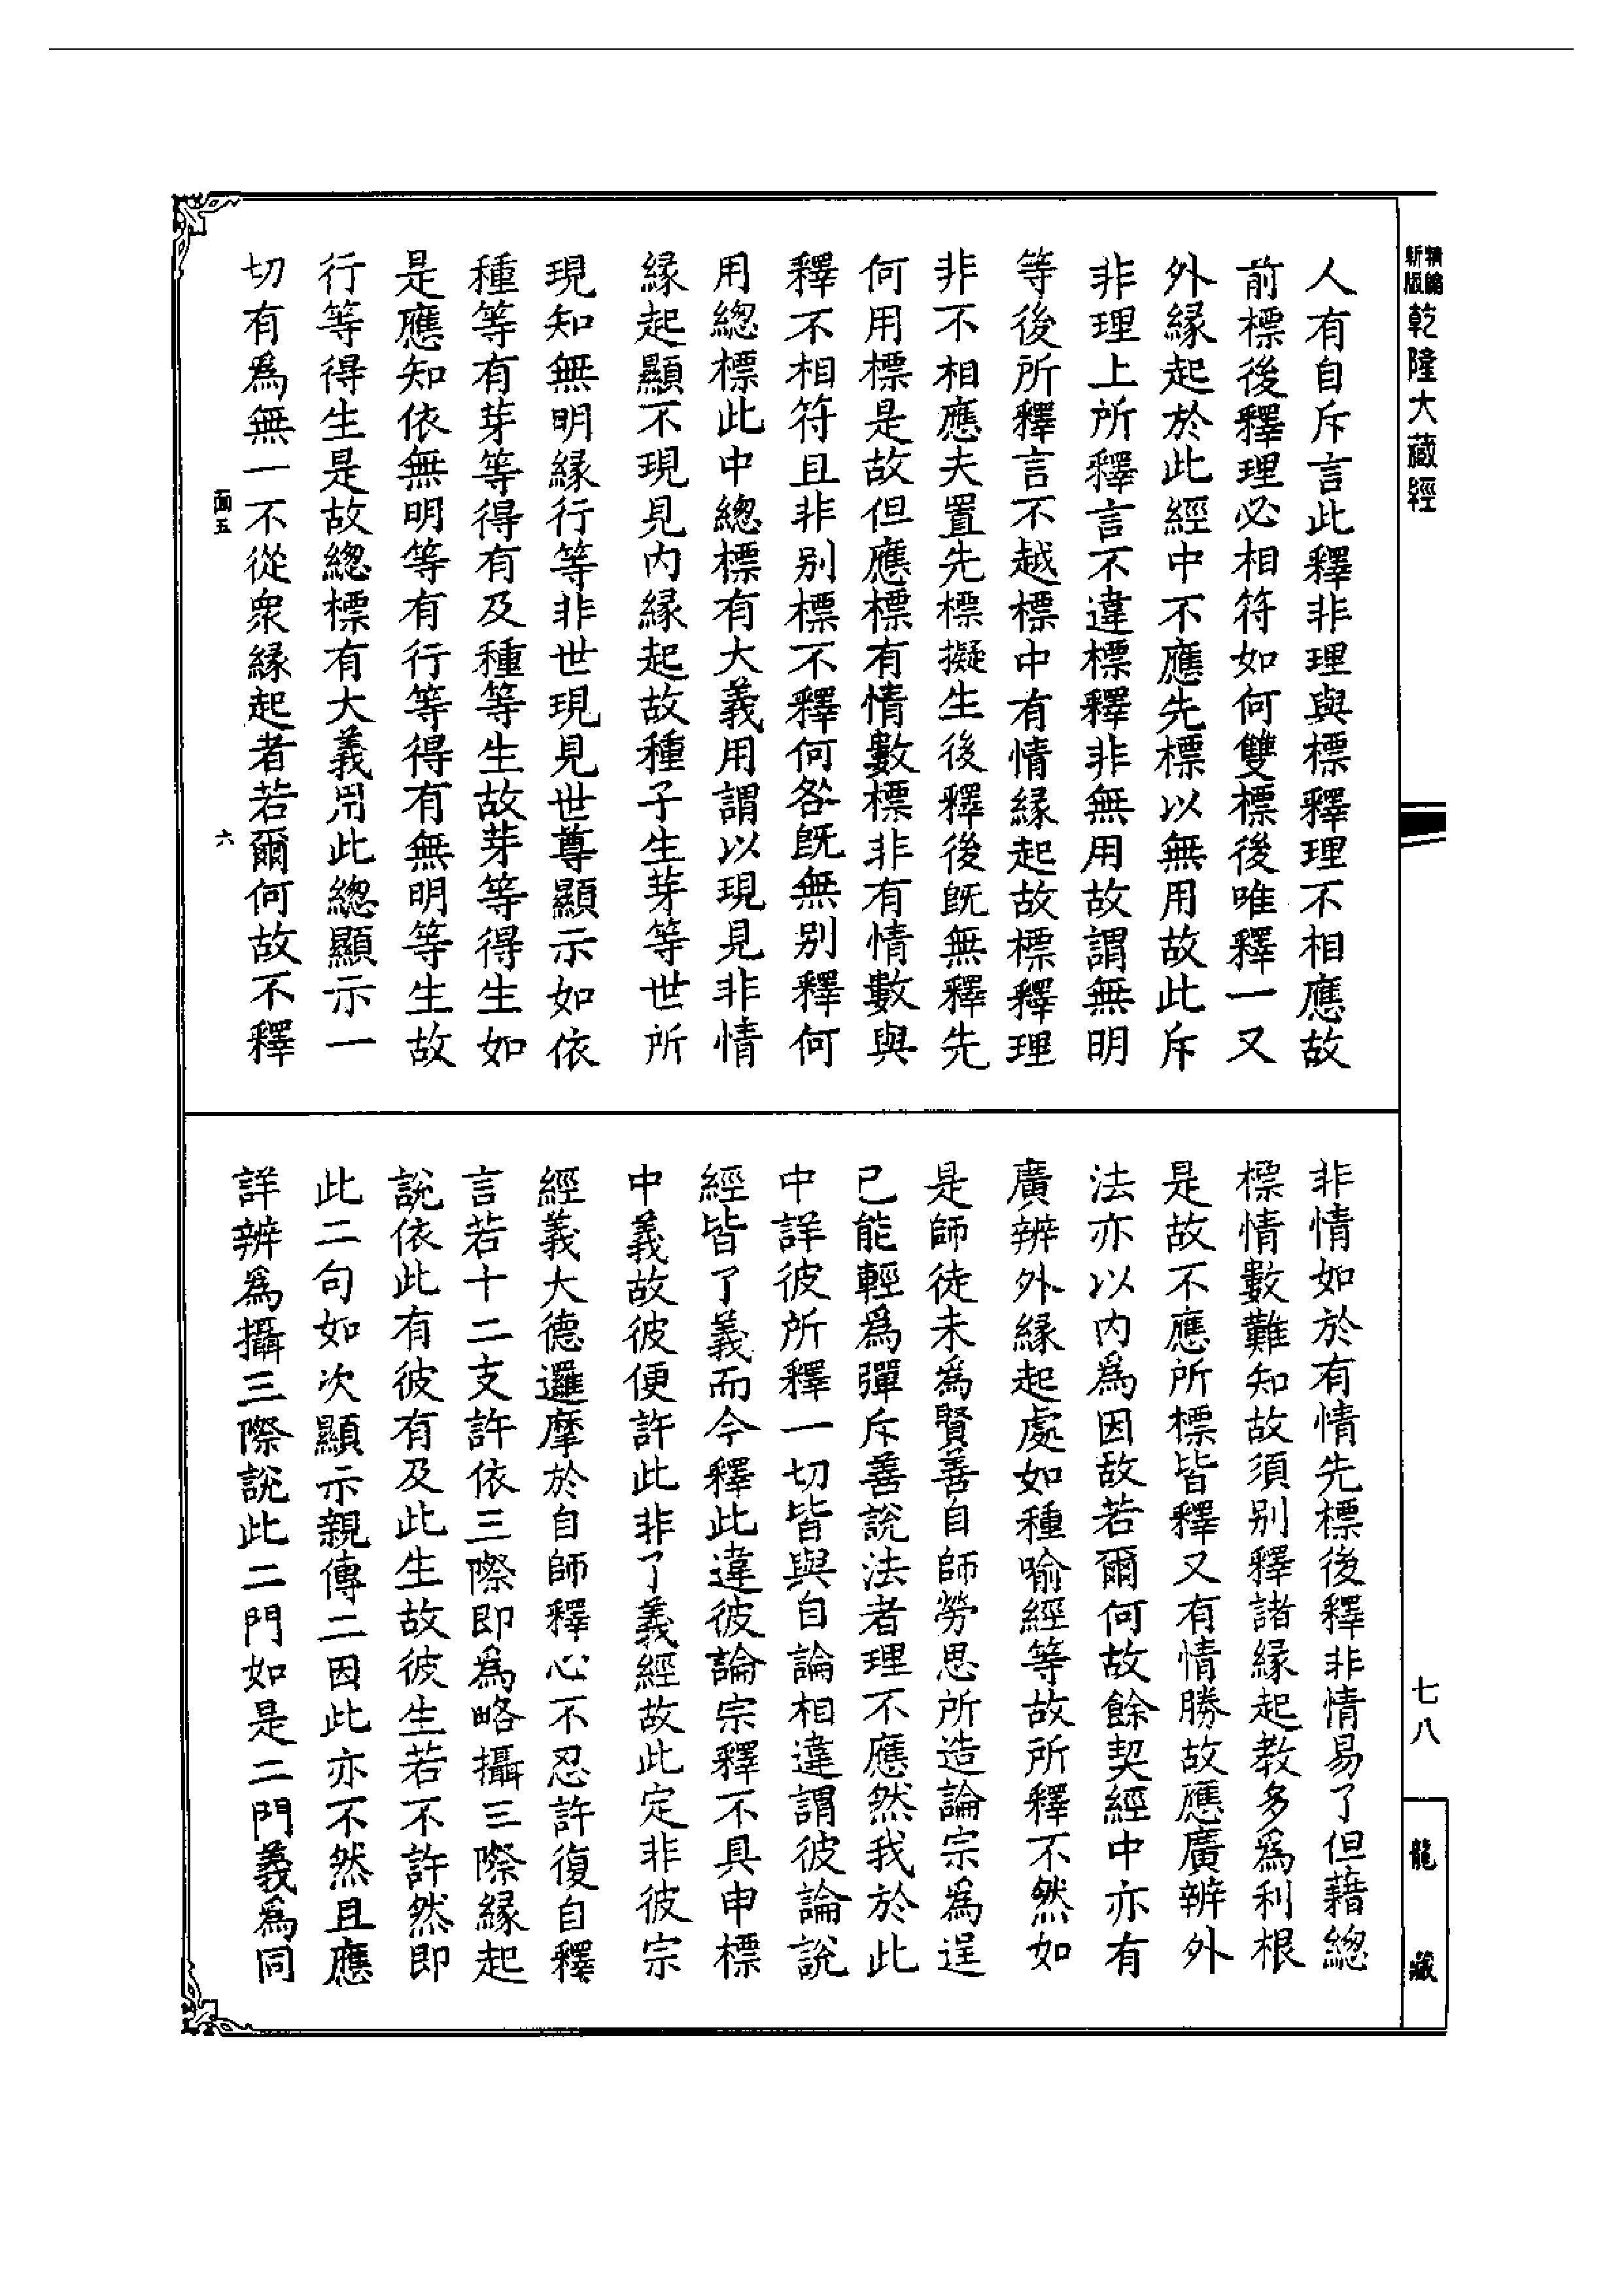 精編新版乾隆大藏經
人有自斥言此釋非理與標釋理不相應故
前標後釋理必相符如何雙標後唯釋一又
外緣起於此經中不應先標以無用故此斥
非理上所釋言不違標釋非無用故謂無明
等後所釋言不越標中有情緣起故標釋理
非不相應夫置先標擬生後釋後旣無釋先
何用標是故但應標有情數標非有情數與
釋不相符且非別標不釋何咎旣無別釋何
用總標此中總標有大義用謂以現見非情
緣起顯不現見內緣起故種子生芽等世所
現知無明緣行等非世現見世尊顯示如依
種等有芽等得有及種等生故芽等得生如
是應知依無明等有行等得有無明等生故
行等得生是故總標有大義用此總顯示一
切有爲無一不從衆緣起者若爾何故不釋
面五 六
非情如於有情先標後釋非情易了但藉總
標情數難知故須別釋諸緣起教多爲利根
是故不應所標皆釋又有情勝故應廣辨外
法亦以內爲因故若爾何故餘契經中亦有
廣辨外緣起處如種喻經等故所釋不然如
是師徒未爲賢善自師勞思所造論宗爲逞
己能輕爲彈斥善說法者理不應然我於此
中詳彼所釋一切皆與自論相違謂彼論說
經皆了義而今釋此違彼論宗釋不具申標
中義故彼便許此非了義經故此定非彼宗
經義大德邏摩於自師釋心不忍許復自釋
言若十二支許依三際即爲略攝三際緣起
說依此有彼有及此生故彼生若不許然即
此二句如次顯示親傳二因此亦不然且應
詳辨爲攝三際說此二門如是二門義爲同
七八
龍藏